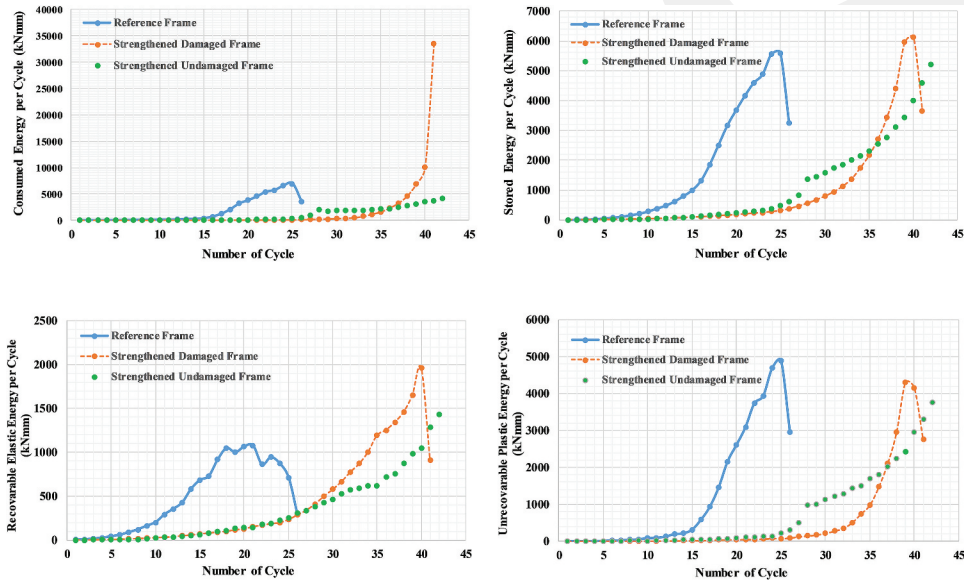 40000
35000
30000
25000
20000
15000
10000
5000
0
Consumed Energy per Cycle (kNmm)
Reference Frame
Strengthened Damaged Frame
Strengthened Undamaged Frame
0 5 10 15 20 25 30 35 40 45
Number of Cycle
7000
6000
5000
4000
3000
2000
1000
0
Stored Energy per Cycle (kNmm)
Reference Frame
Strengthened Damaged Frame
Strengthened Undamaged Frame
0 5 10 15 20 25 30 35 40 45
Number of Cycle
2500
2000
1500
1000
500
0
Recovarable Elastic Energy per Cycle
(kNmm)
Reference Frame
Strengthened Damaged Frame
Strengthened Undamaged Frame
0 5 10 15 20 25 30 35 40 45
Number of Cycle
6000
5000
4000
3000
2000
1000
0
Unrecovarable Plastic Energy per Cycle
(kNmm)
Reference Frame
Strengthened Damaged Frame
Strengthened Undamaged Frame
0 5 10 15 20 25 30 35 40 45
Number of Cycle